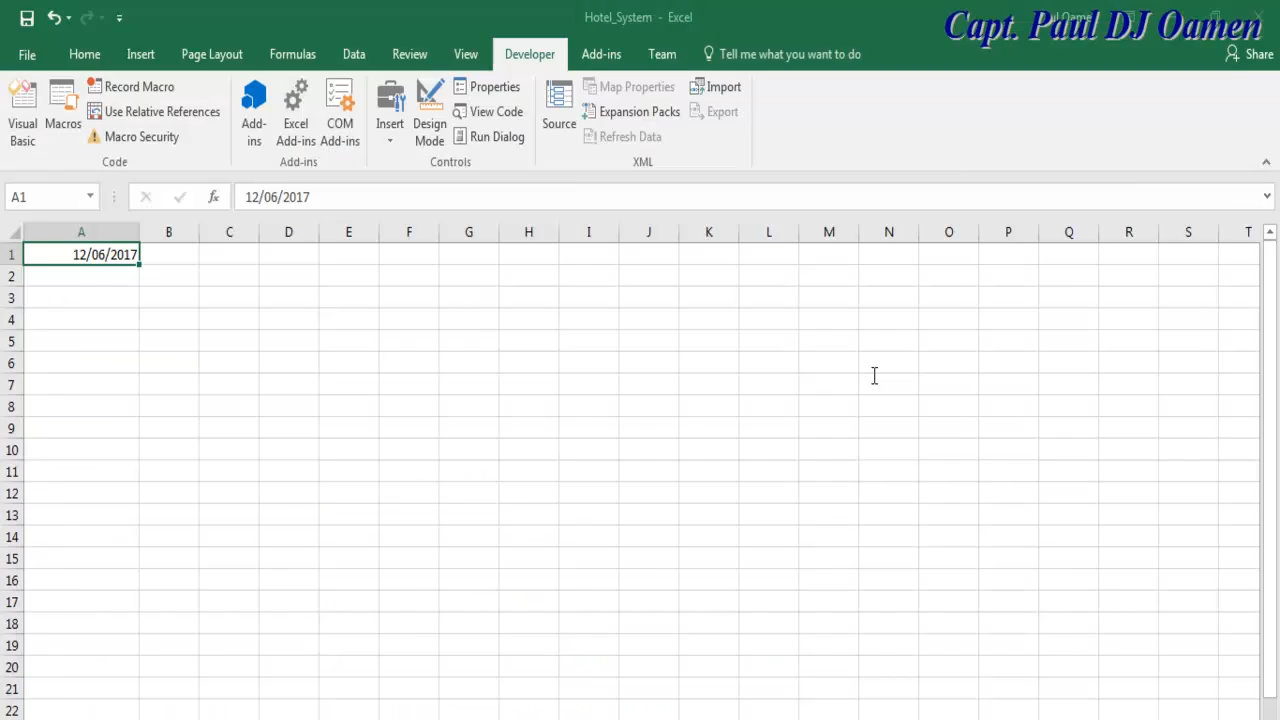 Hotel_System - Excel
Capt. Paul DJ Oamen
File Home Insert Page Layout Formulas Data Review View Developer Add-ins Team Tell me what you want to do Share
Visual Basic
Macros
Record Macro
Use Relative References
Macro Security
Code
Add-ins
Excel Add-ins
COM Add-ins
Add-ins
Insert
Design Mode
Properties
View Code
Run Dialog
Controls
Source
Map Properties
Expansion Packs
Refresh Data
Import
Export
XML
A1 fx 12/06/2017
A B C D E F G H I J K L M N O P Q R S T
1 12/06/2017
2
3
4
5
6
7
8
9
10
11
12
13
14
15
16
17
18
19
20
21
22